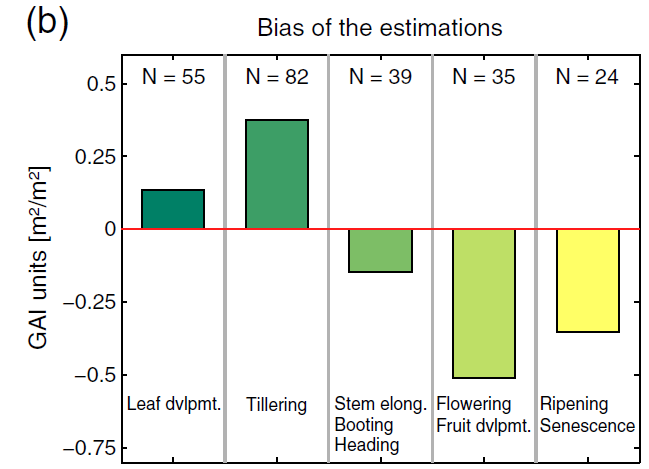 (b)
Bias of the estimations
N = 55
N = 82
N = 39
N = 35
N = 24
GAI units [m²/m²]
0.5
0.25
0
−0.25
−0.5
−0.75
Leaf dvlpmt.
Tillering
Stem elong.
Booting
Heading
Flowering
Fruit dvlpmt.
Ripening
Senescence